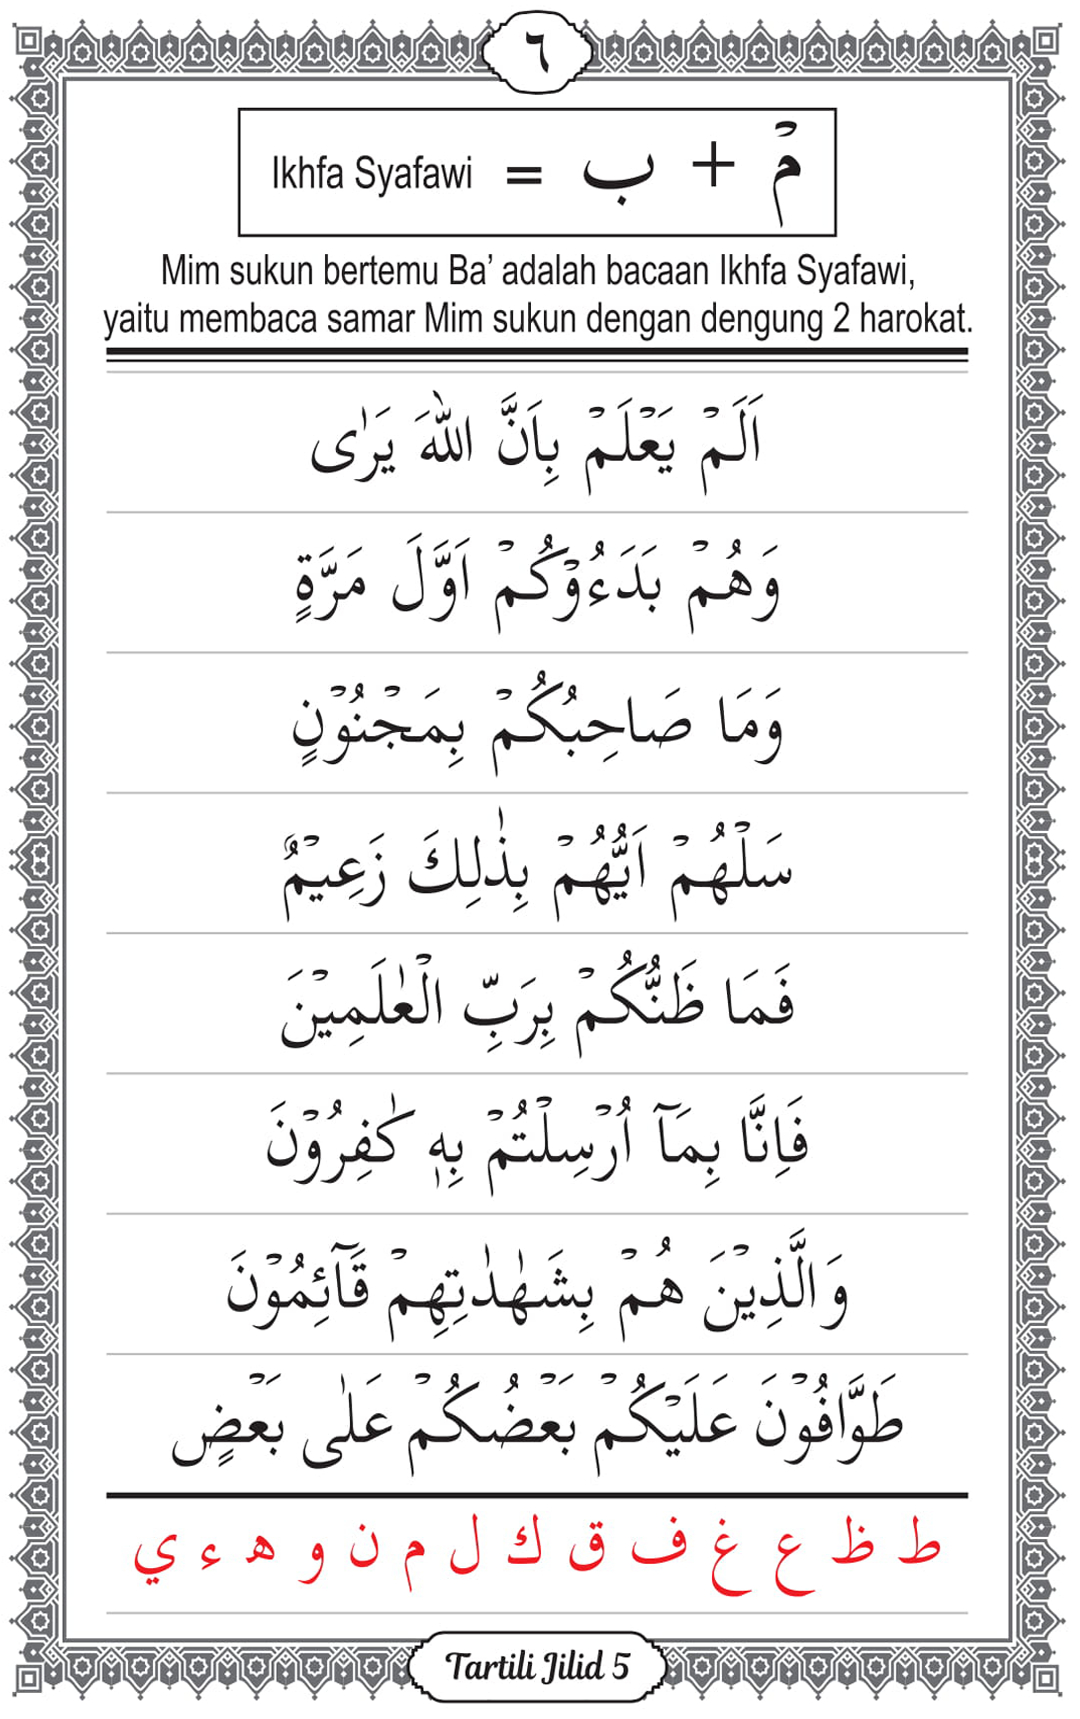 ٦
مْ + ب = Ikhfa Syafawi
Mim sukun bertemu Ba’ adalah bacaan Ikhfa Syafawi,
yaitu membaca samar Mim sukun dengan dengung 2 harokat.
اَلَمْ يَعْلَمْ بِاَنَّ اللهَ يَرٰى
وَهُمْ بَدَءُوْكُمْ اَوَّلَ مَرَّةٍ
وَمَا صَاحِبُكُمْ بِمَجْنُوْنٍ
سَلْهُمْ اَيُّهُمْ بِذٰلِكَ زَعِيْمٌ
فَمَا ظَنُّكُمْ بِرَبِّ الْعٰلَمِيْنَ
فَاِنَّا بِمَآ اُرْسِلْتُمْ بِهٖ كٰفِرُوْنَ
وَالَّذِيْنَ هُمْ بِشَهٰدٰتِهِمْ قَآئِمُوْنَ
طَوَّافُوْنَ عَلَيْكُمْ بَعْضُكُمْ عَلٰى بَعْضٍ
ط ظ ع غ ف ق ك ل م ن و ه ء ي
Tartili Jilid 5